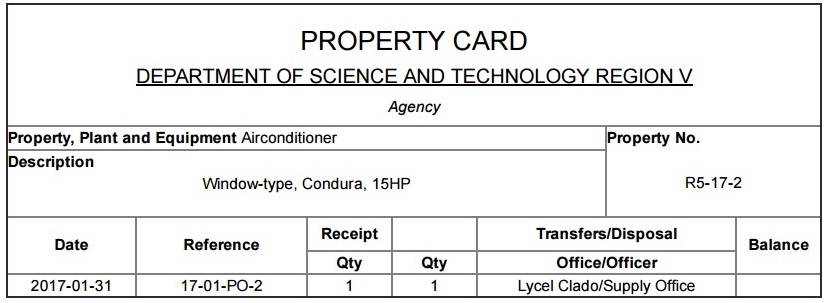 PROPERTY CARD
DEPARTMENT OF SCIENCE AND TECHNOLOGY REGION V
Agency
Property, Plant and Equipment Airconditioner
Property No.
Description
Window-type, Condura, 15HP
R5-17-2
Date Reference Receipt Transfers/Disposal Balance
Qty Qty Office/Officer
2017-01-31 17-01-PO-2 1 1 Lycel Clado/Supply Office